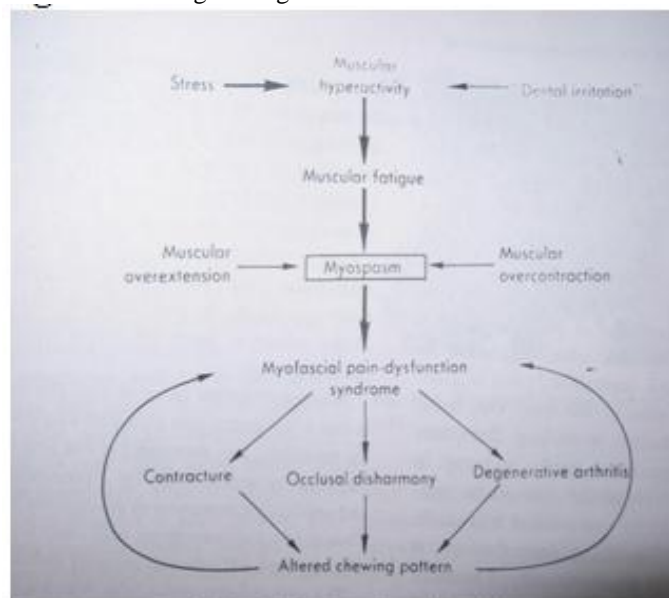 Muscular
Stress
hyperactivity
"Dental irritation"
Muscular fatigue
Muscular
overextension
Myospasm
Muscular
overcontraction
Myofascial pain-dysfunction
syndrome
Contracture
Occlusal disharmony
Degenerative arthritis
Altered chewing pattern